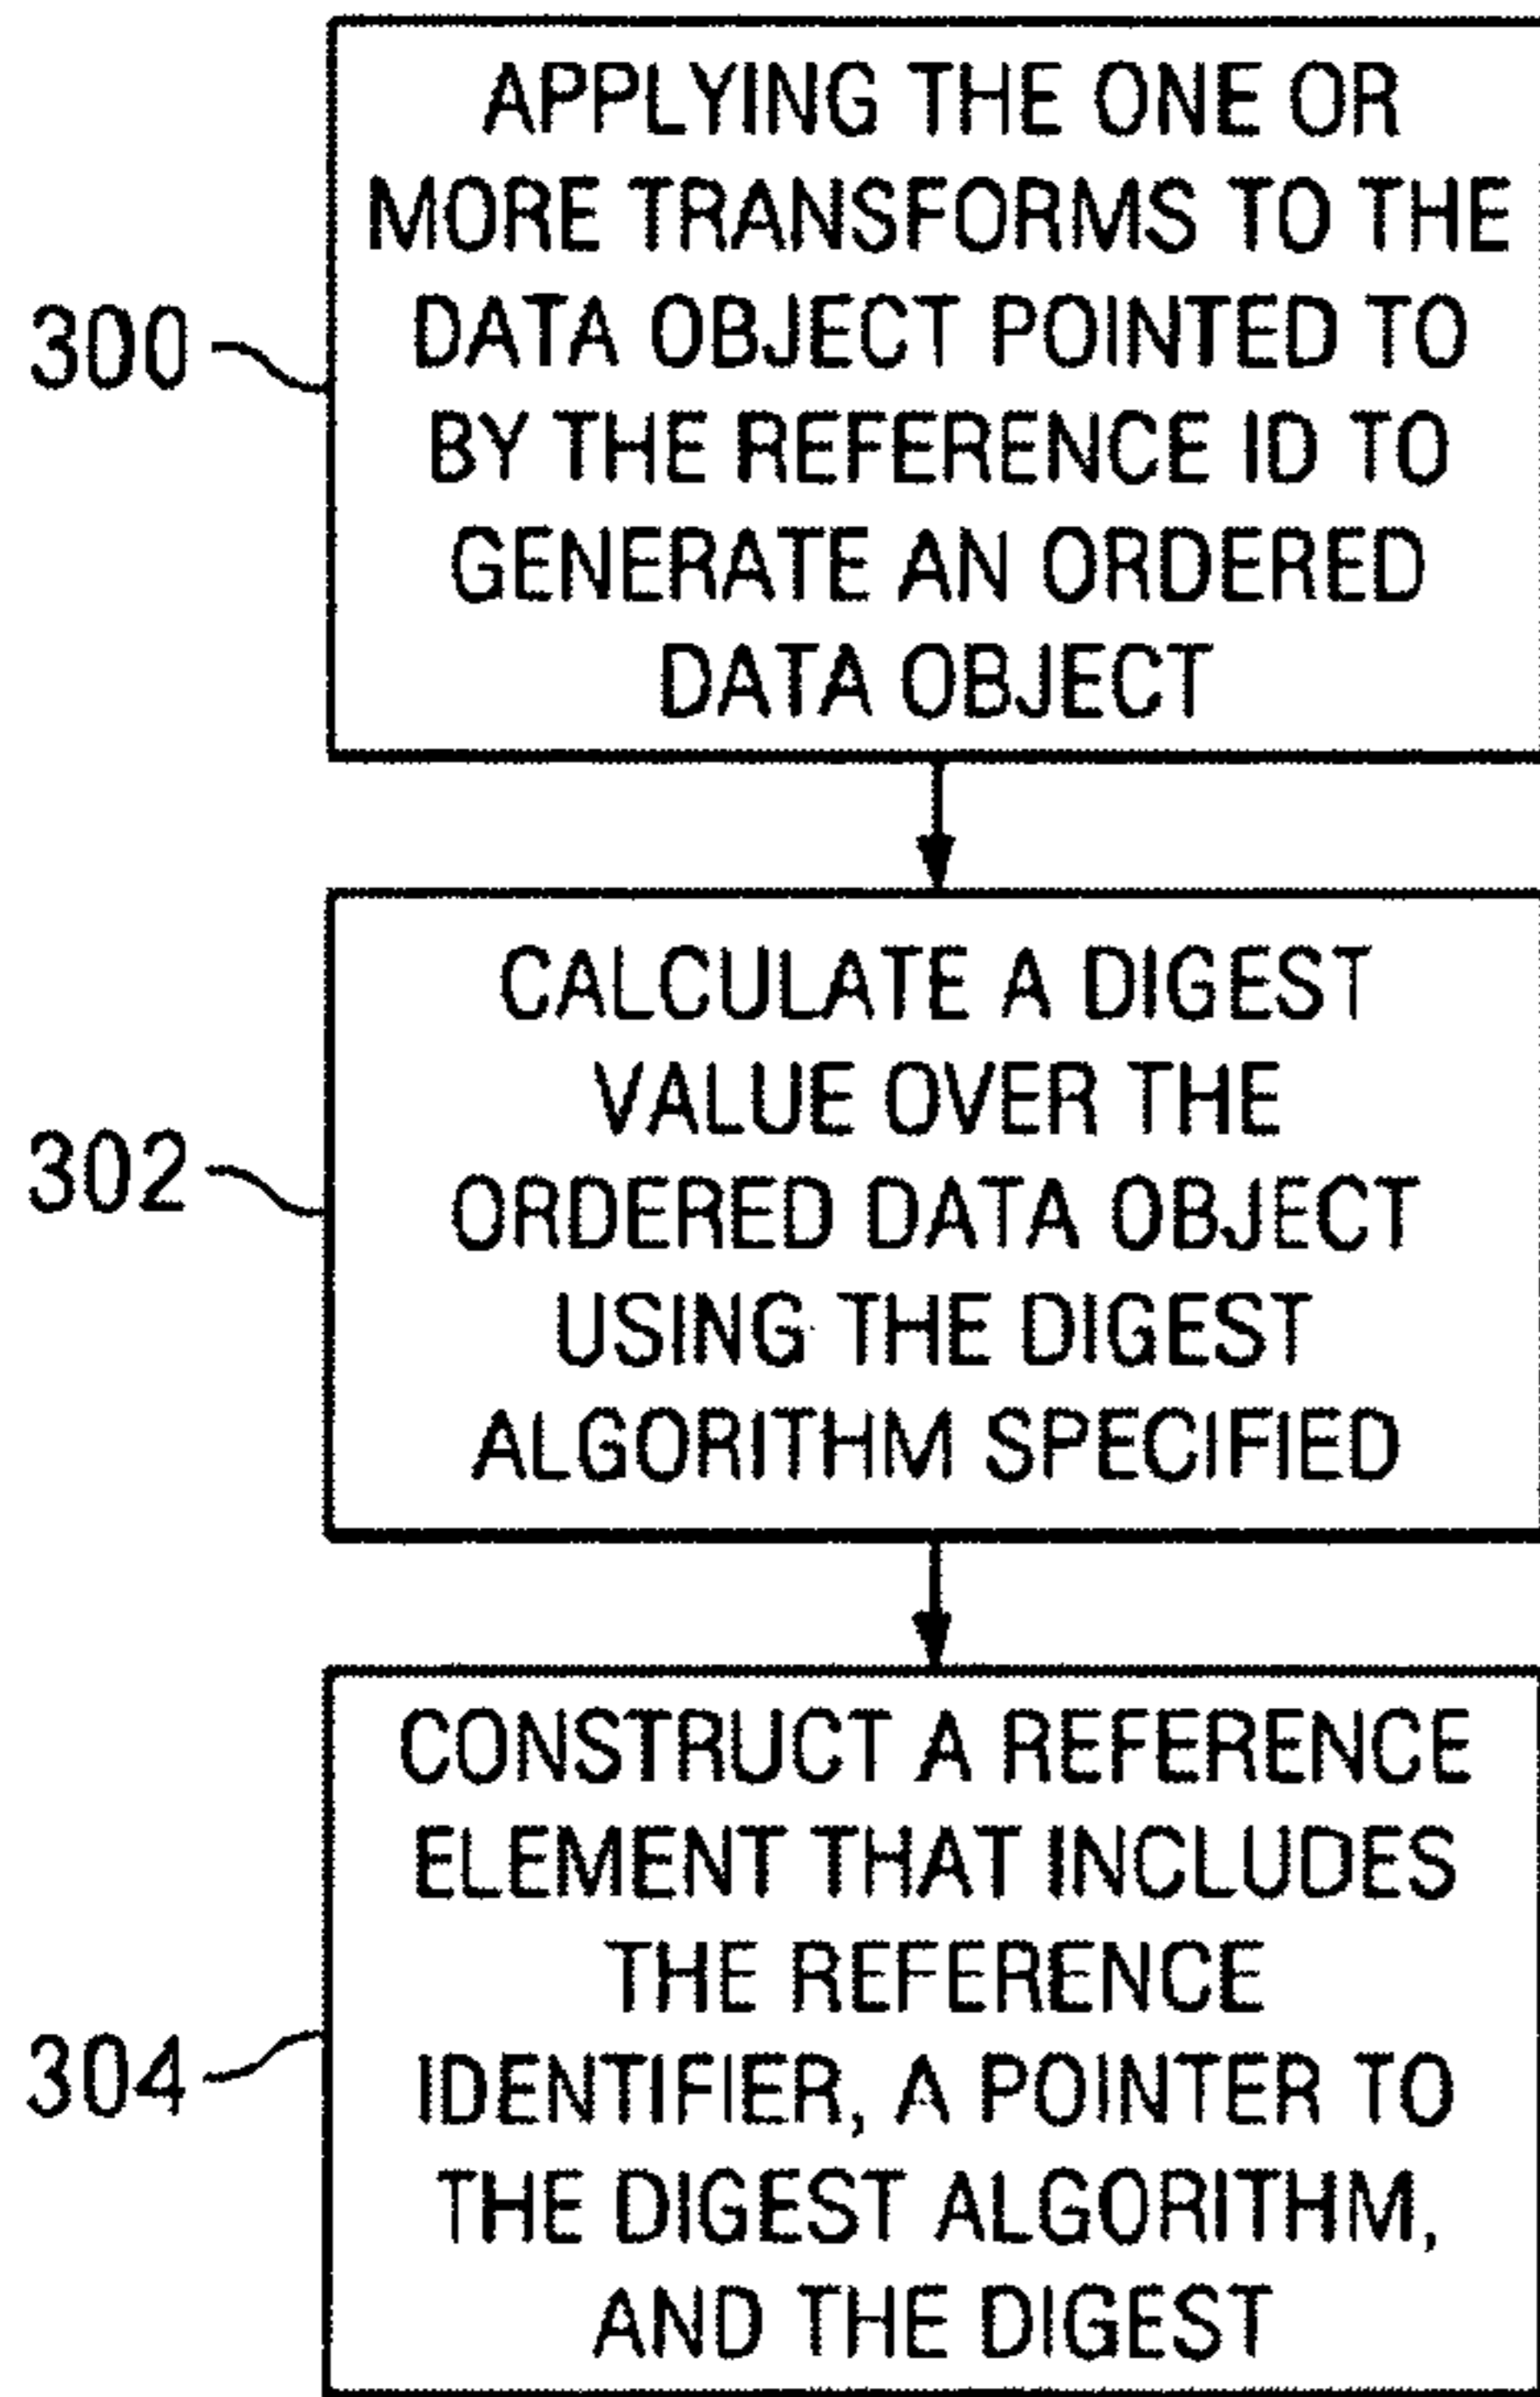 APPLYING THE ONE OR
MORE TRANSFORMS TO THE
DATA OBJECT POINTED TO
BY THE REFERENCE ID TO
GENERATE AN ORDERED
DATA OBJECT
300
CALCULATE A DIGEST
VALUE OVER THE
ORDERED DATA OBJECT
USING THE DIGEST
ALGORITHM SPECIFIED
302
CONSTRUCT A REFERENCE
ELEMENT THAT INCLUDES
THE REFERENCE
IDENTIFIER, A POINTER TO
THE DIGEST ALGORITHM,
AND THE DIGEST
304